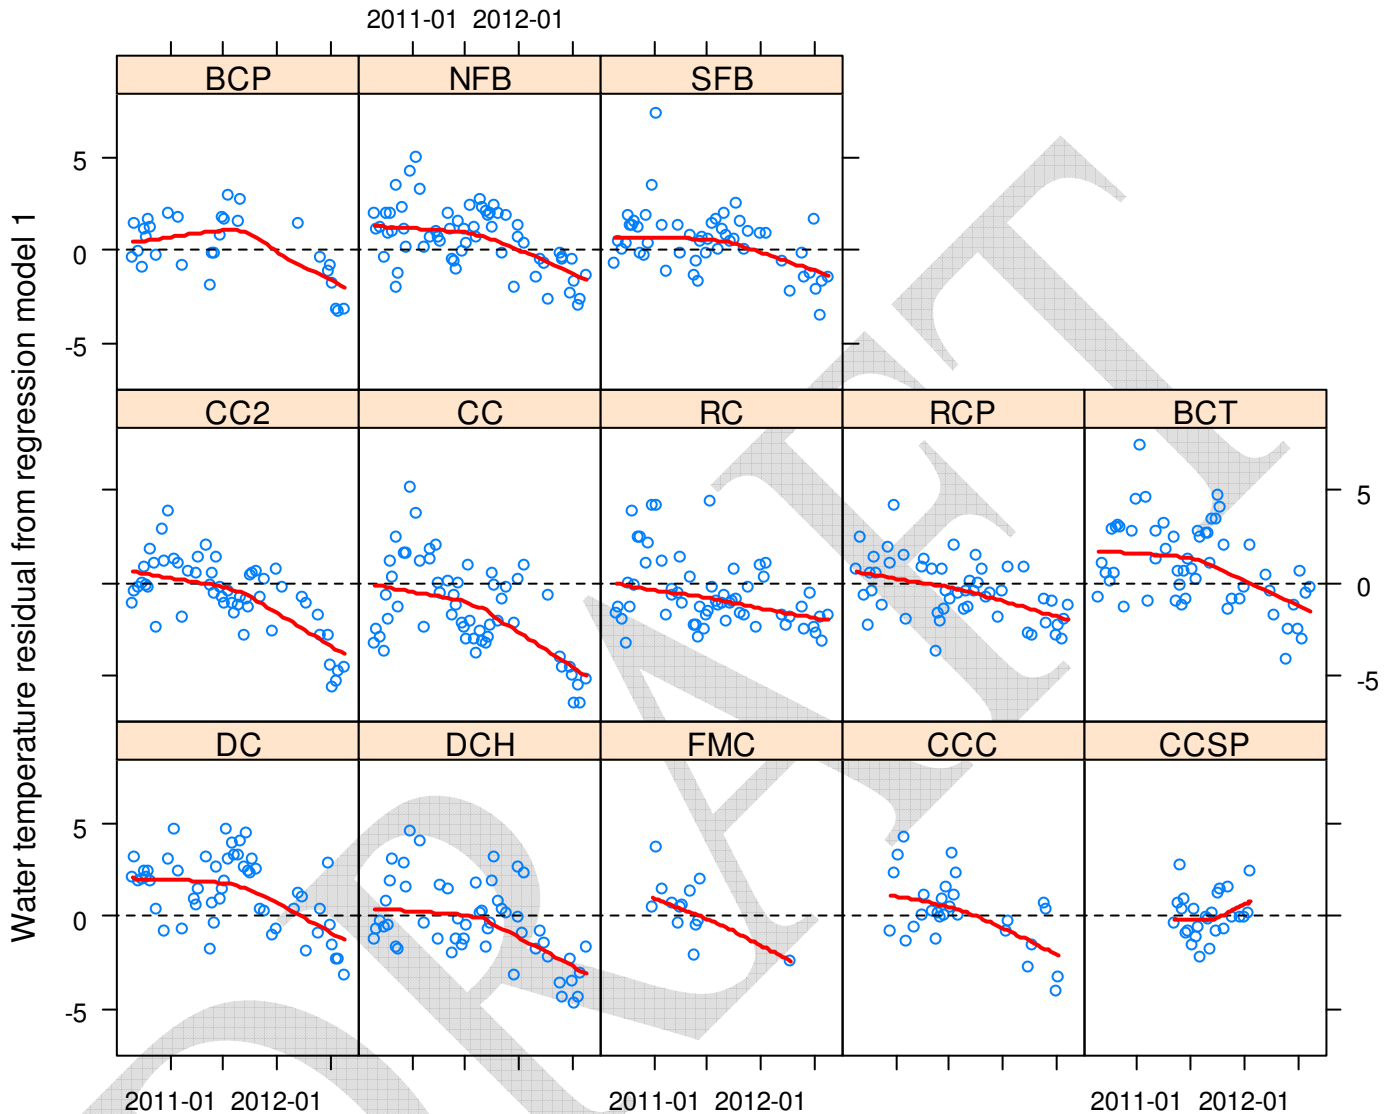 2011-01 2012-01
BCP NFB SFB
5
0
-5
Water temperature residual from regression model 1
CC2 CC RC RCP BCT
5
0
-5
DC DCH FMC CCC CCSP
5
0
-5
2011-01 2012-01 2011-01 2012-01 2011-01 2012-01
DRAFT